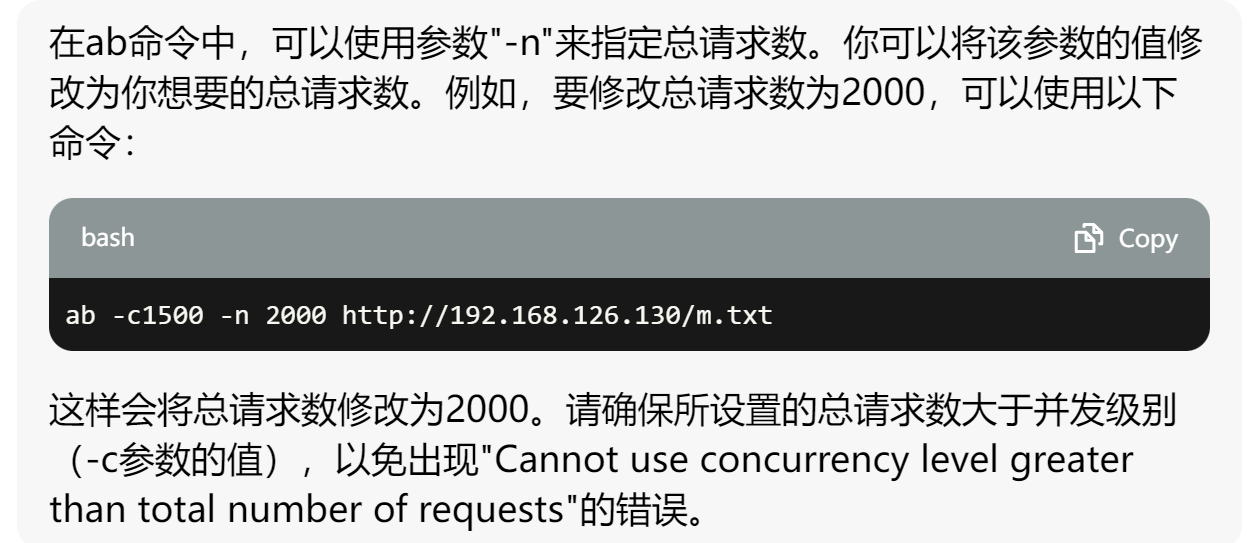 在ab命令中，可以使用参数"-n"来指定总请求数。你可以将该参数的值修
改为你想要的总请求数。例如，要修改总请求数为2000，可以使用以下
命令：
bash
Copy
ab -c1500 -n 2000 http://192.168.126.130/m.txt
这样会将总请求数修改为2000。请确保所设置的总请求数大于并发级别
（-c参数的值），以免出现"Cannot use concurrency level greater
than total number of requests"的错误。